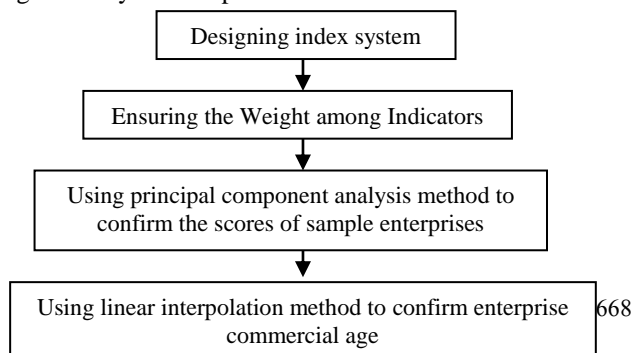 Designing index system
Ensuring the Weight among Indicators
Using principal component analysis method to
confirm the scores of sample enterprises
Using linear interpolation method to confirm enterprise 668
commercial age